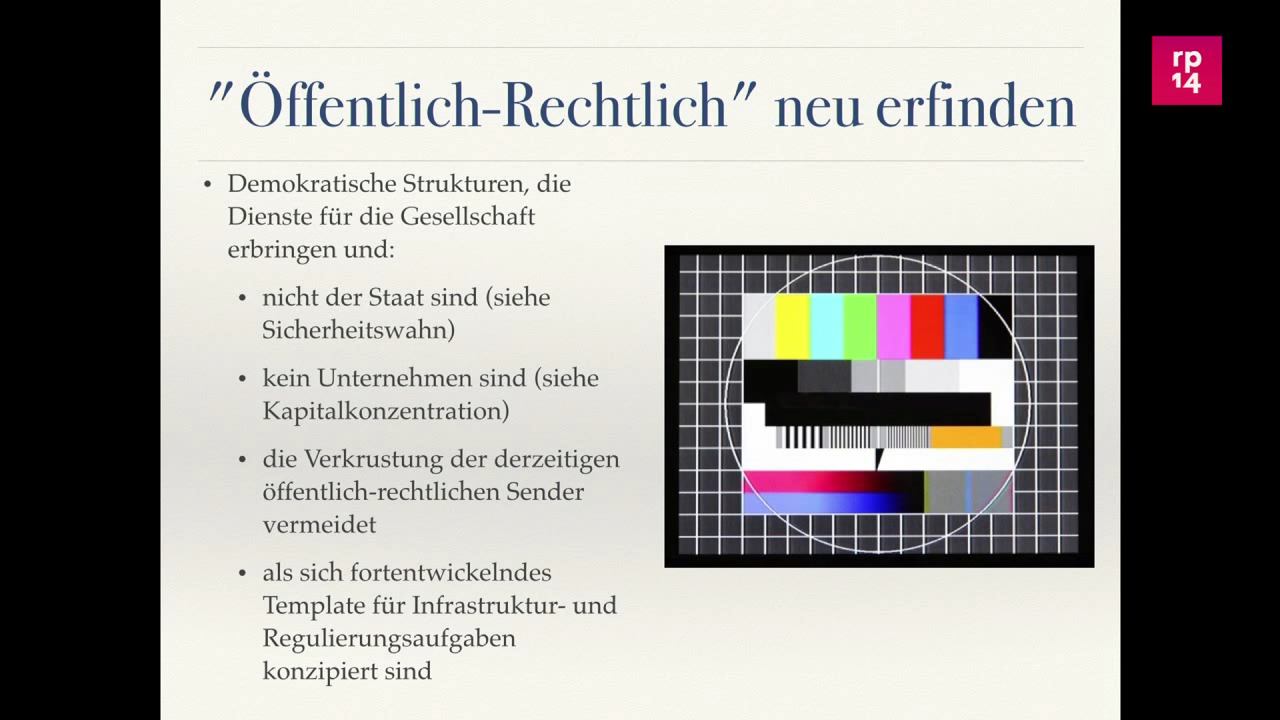 "Öffentlich-Rechtlich" neu erfinden
rp
14
• Demokratische Strukturen, die
Dienste für die Gesellschaft
erbringen und:
• nicht der Staat sind (siehe
Sicherheitswahn)
• kein Unternehmen sind (siehe
Kapitalkonzentration)
• die Verkrustung der derzeitigen
öffentlich-rechtlichen Sender
vermeidet
• als sich fortentwickelndes
Template für Infrastruktur- und
Regulierungsaufgaben
konzipiert sind